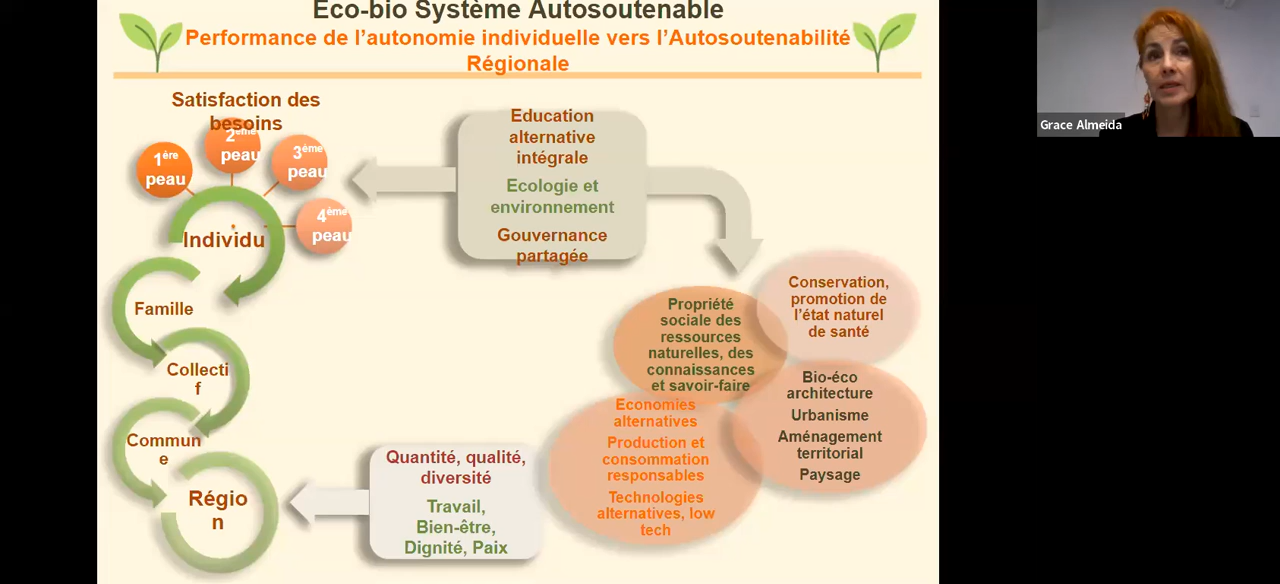 Eco-bio Système Autosoutenable
Performance de l’autonomie individuelle vers l’Autosoutenabilité
Régionale
Satisfaction des
besoins
1ère
peau
2ème
peau
3ème
peau
4ème
peau
Individu
Famille
Collecti
f
Commun
e
Régio
n
Education
alternative
intégrale
Ecologie et
environnement
Gouvernance
partagée
Conservation,
promotion de
l’état naturel
de santé
Propriété
sociale des
ressources
naturelles, des
connaissances
et savoir-faire
Bio-éco
architecture
Urbanisme
Aménagement
territorial
Paysage
Economies
alternatives
Production et
consommation
responsables
Technologies
alternatives, low
tech
Quantité, qualité,
diversité
Travail,
Bien-être,
Dignité, Paix
Grace Almeida